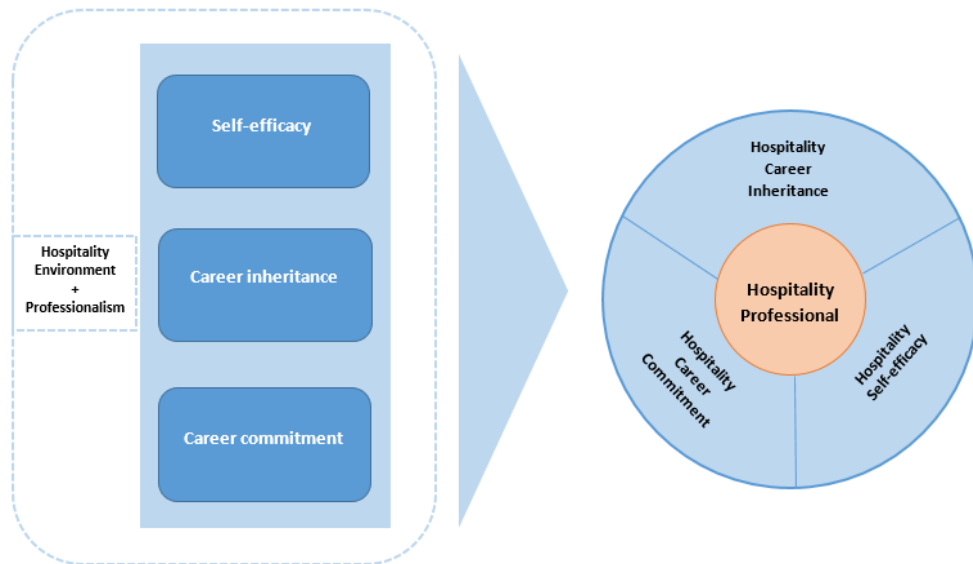 Self-efficacy
Hospitality
Environment
+
Professionalism
Career inheritance
Career commitment
Hospitality
Career
Inheritance
Hospitality
Professional
Hospitality
Career
Commitment
Hospitality
Self-efficacy